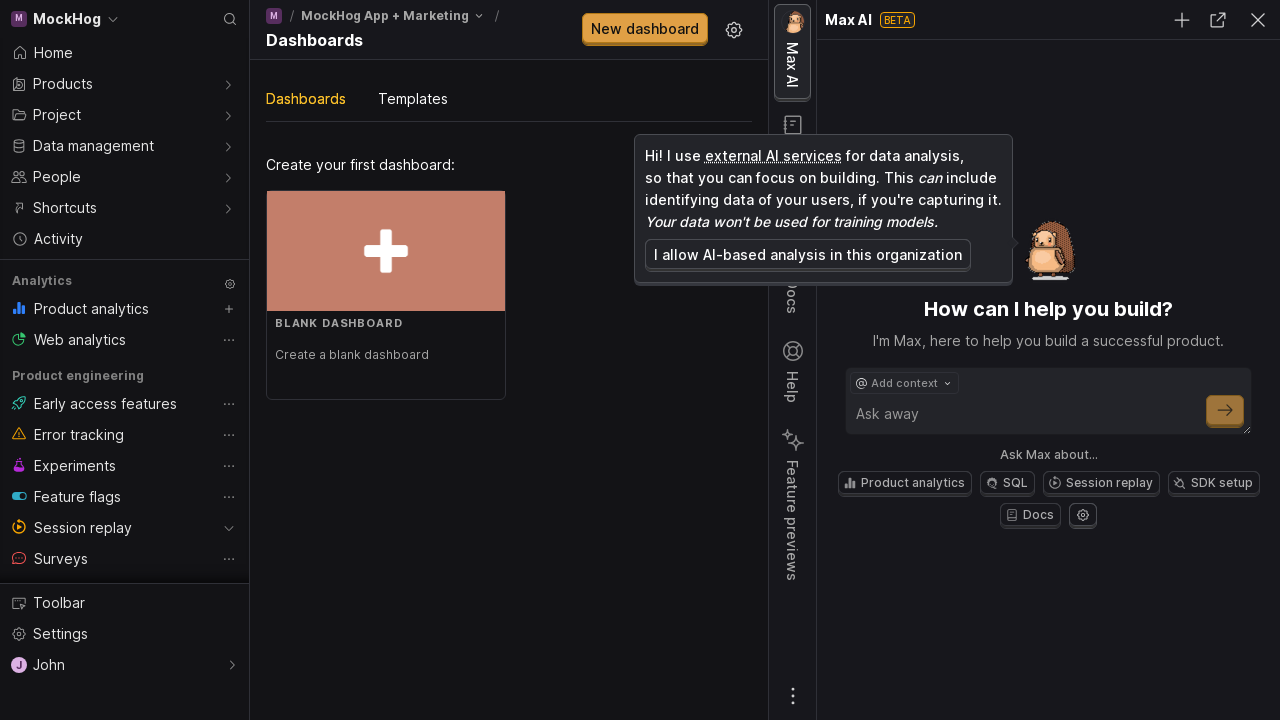 M MockHog
Home
Products
Project
Data management
People
Shortcuts
Activity
Analytics
Product analytics
Web analytics
Product engineering
Early access features
Error tracking
Experiments
Feature flags
Session replay
Surveys
Toolbar
Settings
J John
M / MockHog App + Marketing /
Dashboards
New dashboard
Dashboards Templates
Create your first dashboard:
BLANK DASHBOARD
Create a blank dashboard
Max AI
Docs
Help
Feature previews
Hi! I use external AI services for data analysis,
so that you can focus on building. This can include
identifying data of your users, if you're capturing it.
Your data won't be used for training models.
I allow AI-based analysis in this organization
Max AI BETA
How can I help you build?
I'm Max, here to help you build a successful product.
@ Add context
Ask away
Ask Max about...
Product analytics SQL Session replay SDK setup
Docs